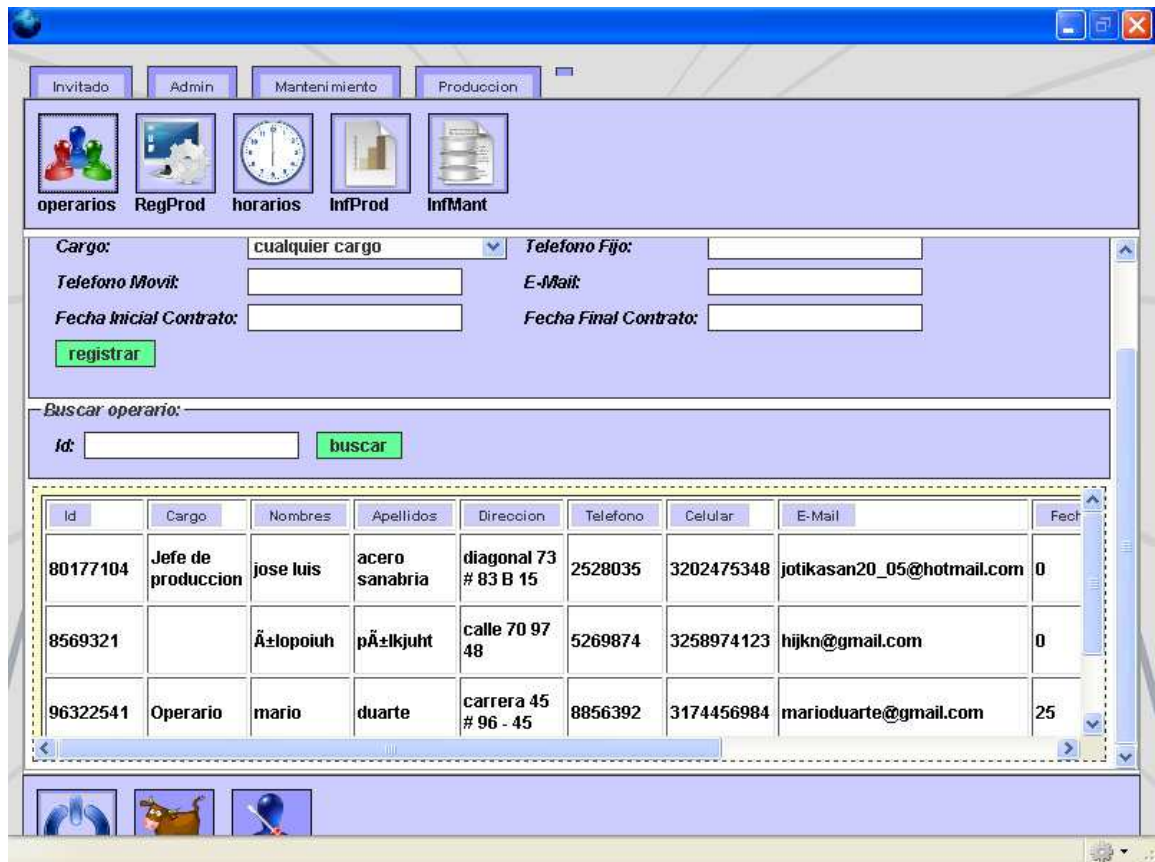 Invitado Admin Mantenimiento Produccion
operarios RegProd horarios InfProd InfMant
Cargo: cualquier cargo Telefono Fijo:
Telefono Movil: E-Mail:
Fecha Inicial Contrato: Fecha Final Contrato:
registrar
Buscar operario:
Id: buscar
Id Cargo Nombres Apellidos Direccion Telefono Celular E-Mail Fech
80177104 Jefe de produccion jose luis acero sanabria diagonal 73 # 83 B 15 2528035 3202475348 jotikasan20_05@hotmail.com 0
8569321 Ã±lopoiuh pÃ±lkjuht calle 70 97 48 5269874 3258974123 hijkn@gmail.com 0
96322541 Operario mario duarte carrera 45 # 96 - 45 8856392 3174456984 marioduarte@gmail.com 25